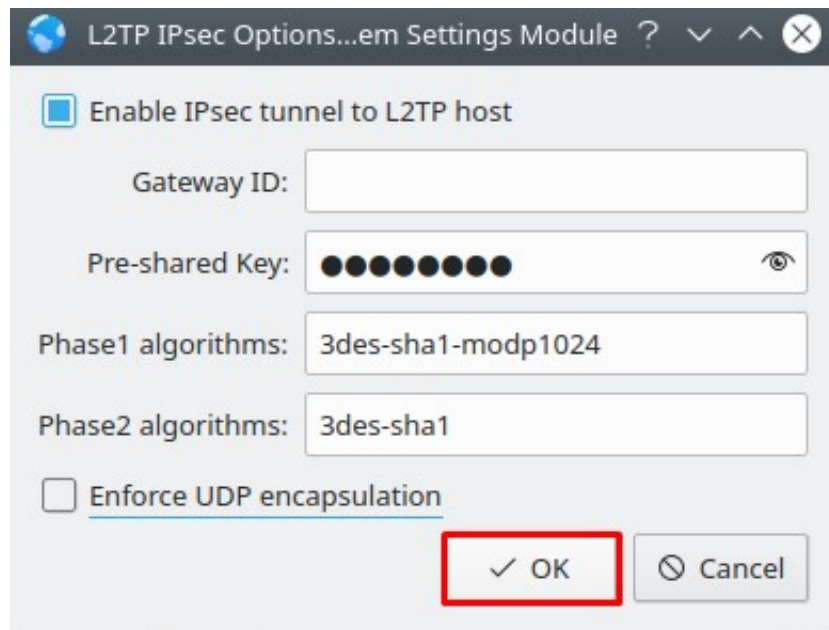 L2TP IPsec Optio...em Settings Module
Enable IPsec tunnel to L2TP host
Gateway ID:
Pre-shared Key: ●●●●●●●●
Phase1 algorithms: 3des-sha1-modp1024
Phase2 algorithms: 3des-sha1
Enforce UDP encapsulation
OK Cancel